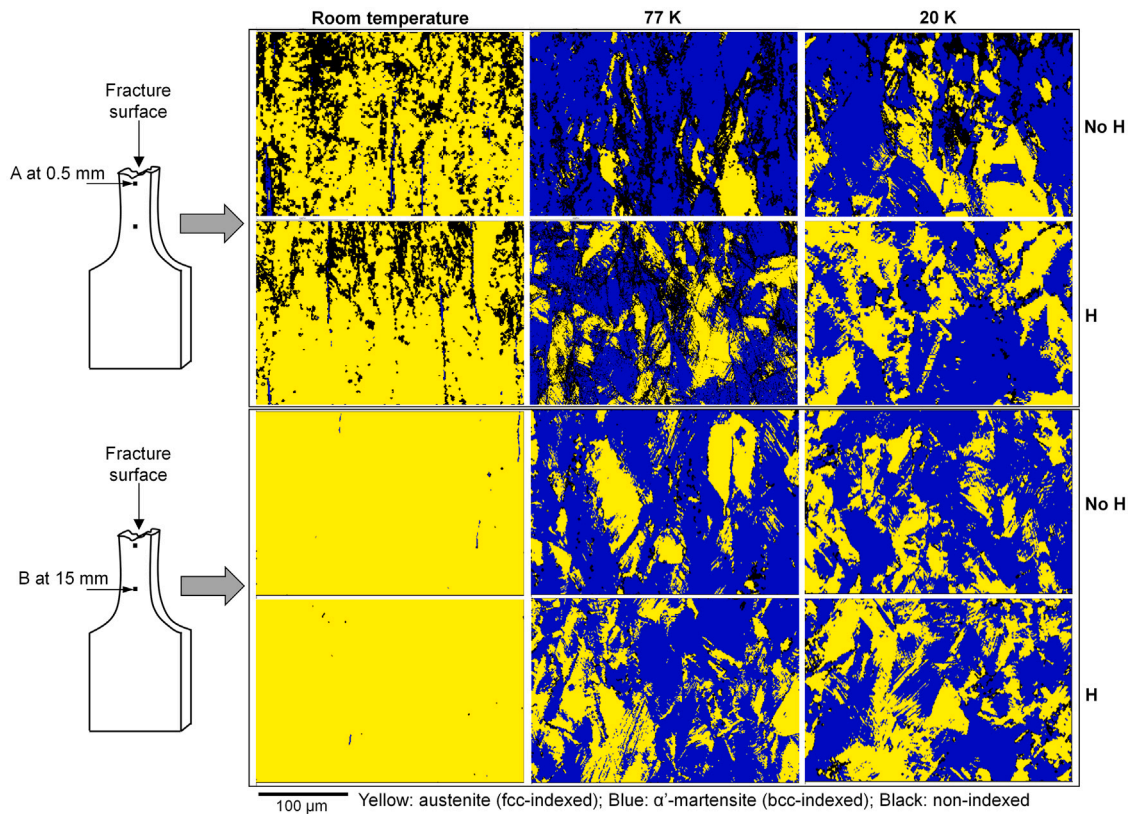 Room temperature
77 K
20 K
Fracture
surface
A at 0.5 mm
No H
H
Fracture
surface
B at 15 mm
No H
H
100 µm
Yellow: austenite (fcc-indexed); Blue: α’-martensite (bcc-indexed); Black: non-indexed